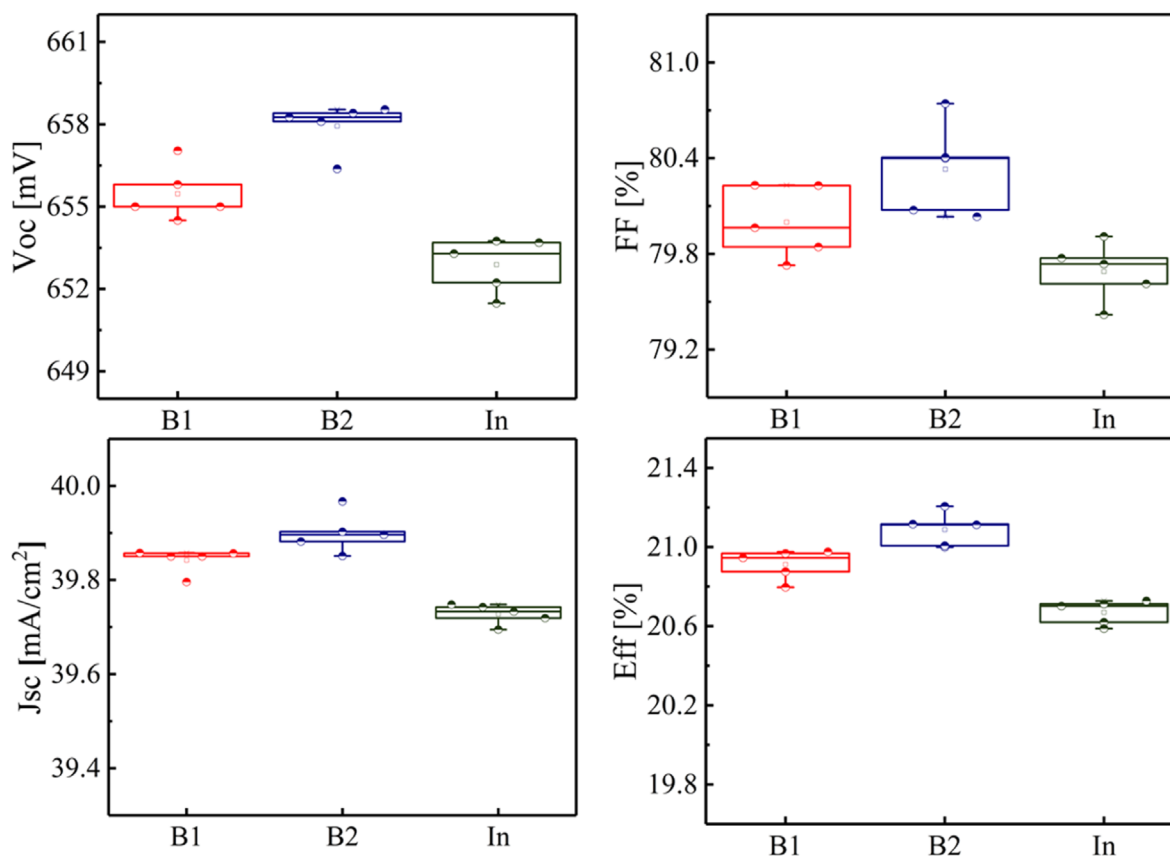 Voc [mV]
661
658
655
652
649
B1 B2 In
FF [%]
81.0
80.4
79.8
79.2
B1 B2 In
Jsc [mA/cm²]
40.0
39.8
39.6
39.4
B1 B2 In
Eff [%]
21.4
21.0
20.6
20.2
19.8
B1 B2 In